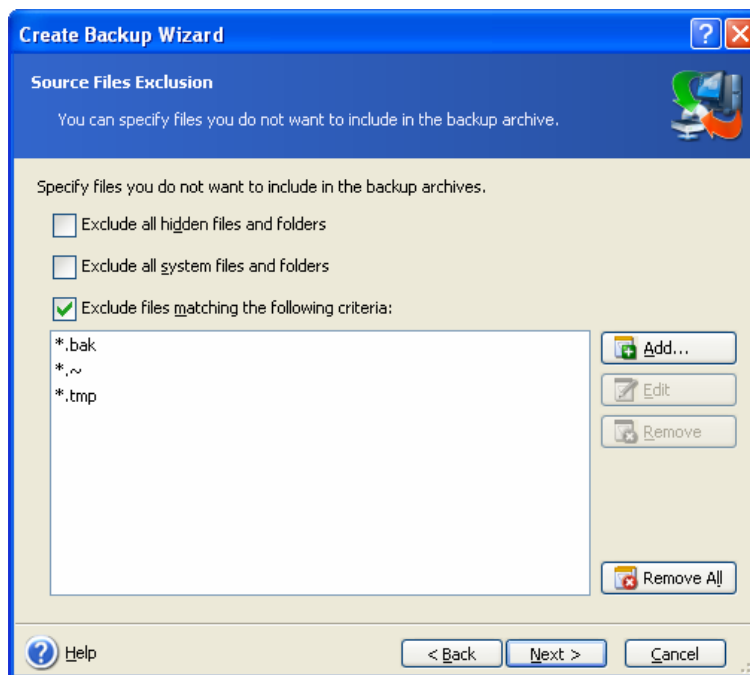 Create Backup Wizard
Source Files Exclusion
You can specify files you do not want to include in the backup archive.
Specify files you do not want to include in the backup archives.
Exclude all hidden files and folders
Exclude all system files and folders
Exclude files matching the following criteria:
*.bak
*.~
*.tmp
Add...
Edit
Remove
Remove All
Help
< Back
Next >
Cancel